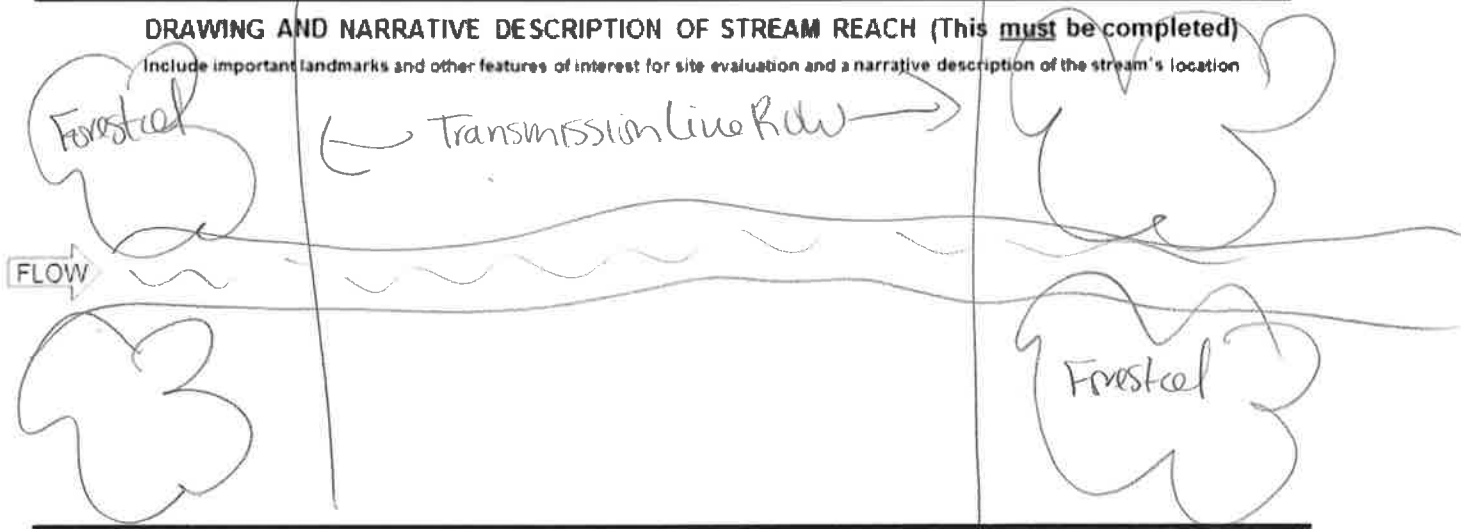 DRAWING AND NARRATIVE DESCRIPTION OF STREAM REACH (This must be completed)
Include important landmarks and other features of interest for site evaluation and a narrative description of the stream's location
Forested
Transmission Line ROW
FLOW
Forested